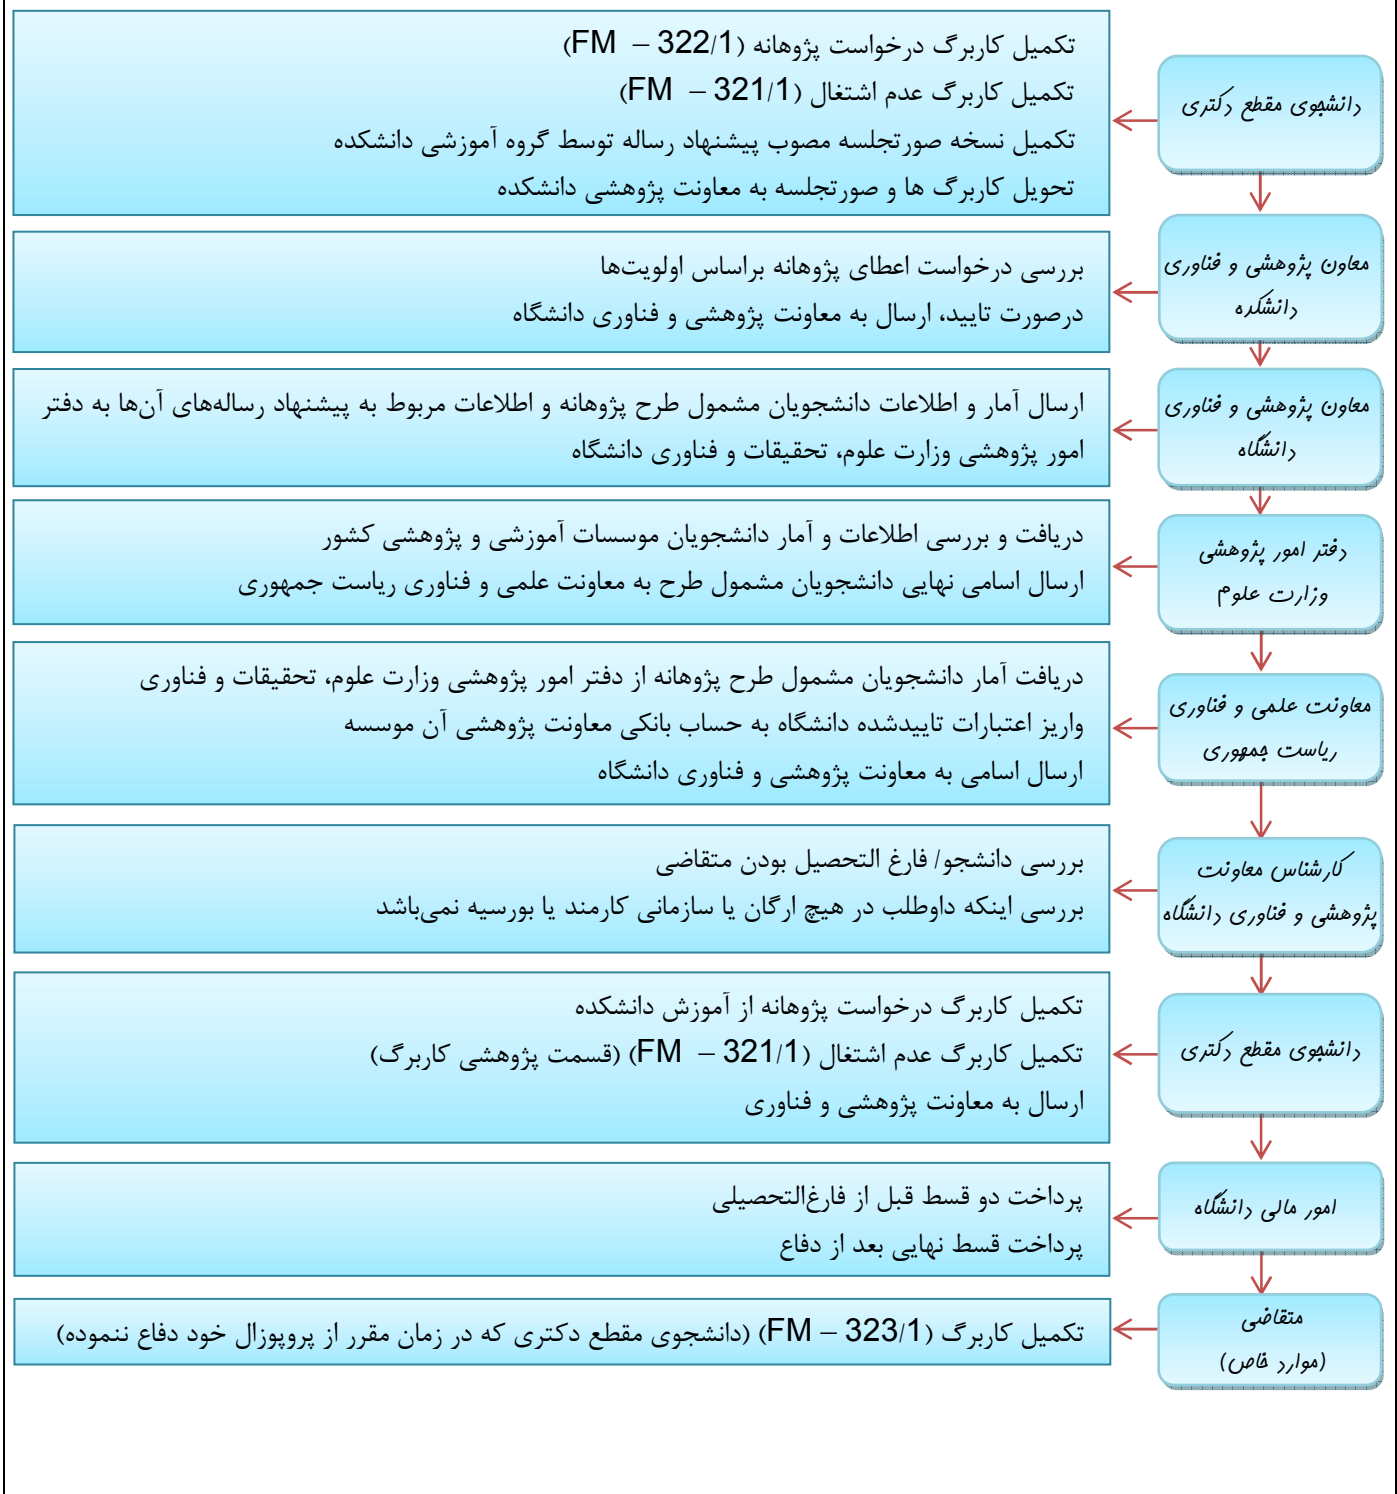 دانشجوی مقطع دکتری
تکمیل کاربرگ درخواست پژوهانه (FM – 322/1)
تکمیل کاربرگ عدم اشتغال (FM – 321/1)
تکمیل نسخه صورتجلسه مصوب پیشنهاد رساله توسط گروه آموزشی دانشکده
تحویل کاربرگ ها و صورتجلسه به معاونت پژوهشی دانشکده
معاون پژوهشی و فناوری
دانشکده
بررسی درخواست اعطای پژوهانه براساس اولویت‌ها
درصورت تایید، ارسال به معاونت پژوهشی و فناوری دانشگاه
معاون پژوهشی و فناوری
دانشگاه
ارسال آمار و اطلاعات دانشجویان مشمول طرح پژوهانه و اطلاعات مربوط به پیشنهاد رساله‌های آن‌ها به دفتر
امور پژوهشی وزارت علوم، تحقیقات و فناوری دانشگاه
دفتر امور پژوهشی
وزارت علوم
دریافت و بررسی اطلاعات و آمار دانشجویان موسسات آموزشی و پژوهشی کشور
ارسال اسامی نهایی دانشجویان مشمول طرح به معاونت علمی و فناوری ریاست جمهوری
معاونت علمی و فناوری
ریاست جمهوری
دریافت آمار دانشجویان مشمول طرح پژوهانه از دفتر امور پژوهشی وزارت علوم، تحقیقات و فناوری
واریز اعتبارات تاییدشده دانشگاه به حساب بانکی معاونت پژوهشی آن موسسه
ارسال اسامی به معاونت پژوهشی و فناوری دانشگاه
کارشناس معاونت
پژوهشی و فناوری دانشگاه
بررسی دانشجو/ فارغ التحصیل بودن متقاضی
بررسی اینکه داوطلب در هیچ ارگان یا سازمانی کارمند یا بورسیه نمی‌باشد
دانشجوی مقطع دکتری
تکمیل کاربرگ درخواست پژوهانه از آموزش دانشکده
تکمیل کاربرگ عدم اشتغال (FM – 321/1) (قسمت پژوهشی کاربرگ)
ارسال به معاونت پژوهشی و فناوری
امور مالی دانشگاه
پرداخت دو قسط قبل از فارغ‌التحصیلی
پرداخت قسط نهایی بعد از دفاع
متقاضی
(موارد خاص)
تکمیل کاربرگ (FM – 323/1) (دانشجوی مقطع دکتری که در زمان مقرر از پروپوزال خود دفاع ننموده)